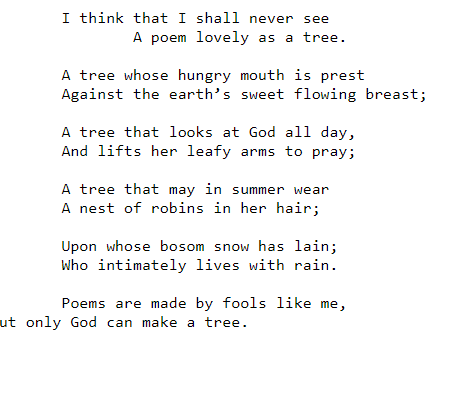 I think that I shall never see
A poem lovely as a tree.
A tree whose hungry mouth is prest
Against the earth’s sweet flowing breast;
A tree that looks at God all day,
And lifts her leafy arms to pray;
A tree that may in summer wear
A nest of robins in her hair;
Upon whose bosom snow has lain;
Who intimately lives with rain.
Poems are made by fools like me,
ut only God can make a tree.